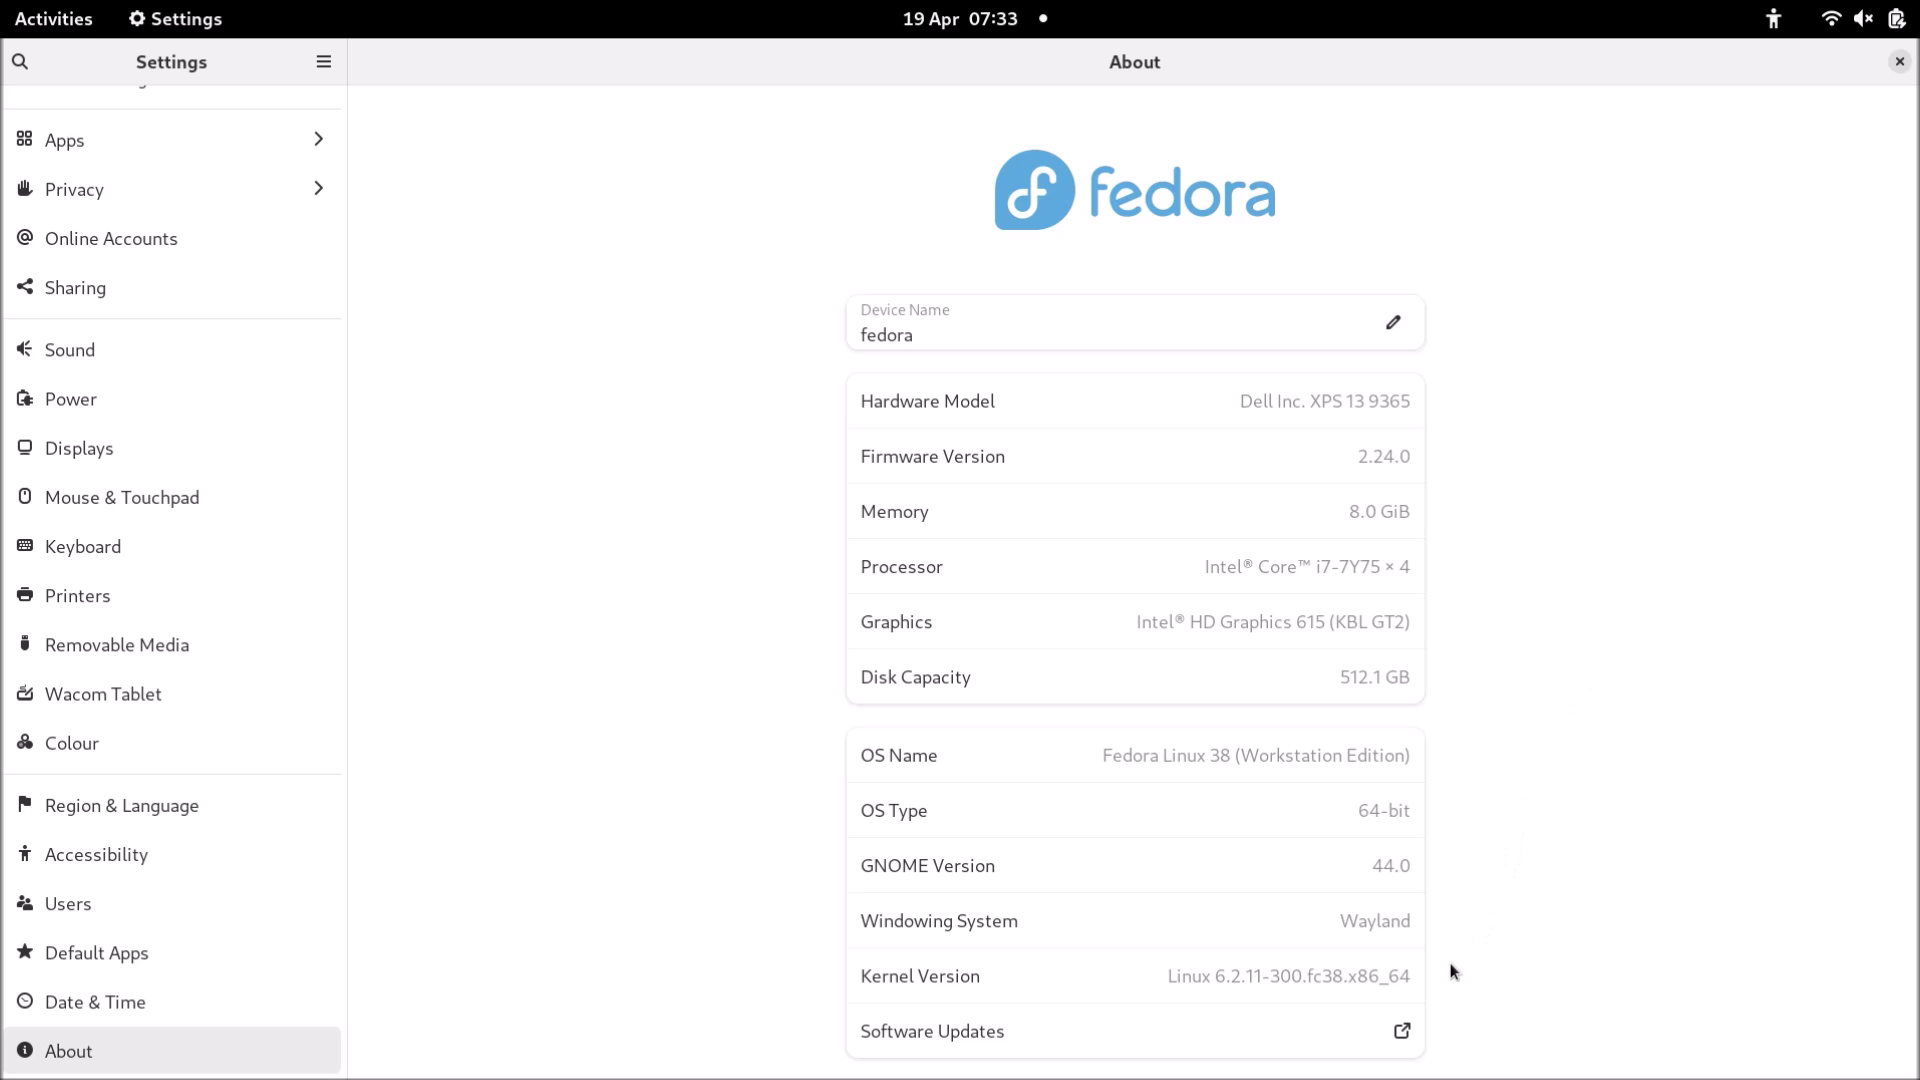 Activities Settings 19 Apr 07:33
Settings About
Apps
Privacy
Online Accounts
Sharing
Sound
Power
Displays
Mouse & Touchpad
Keyboard
Printers
Removable Media
Wacom Tablet
Colour
Region & Language
Accessibility
Users
Default Apps
Date & Time
About
fedora
Device Name
fedora
Hardware Model Dell Inc. XPS 13 9365
Firmware Version 2.24.0
Memory 8.0 GiB
Processor Intel® Core™ i7-7Y75 × 4
Graphics Intel® HD Graphics 615 (KBL GT2)
Disk Capacity 512.1 GB
OS Name Fedora Linux 38 (Workstation Edition)
OS Type 64-bit
GNOME Version 44.0
Windowing System Wayland
Kernel Version Linux 6.2.11-300.fc38.x86_64
Software Updates